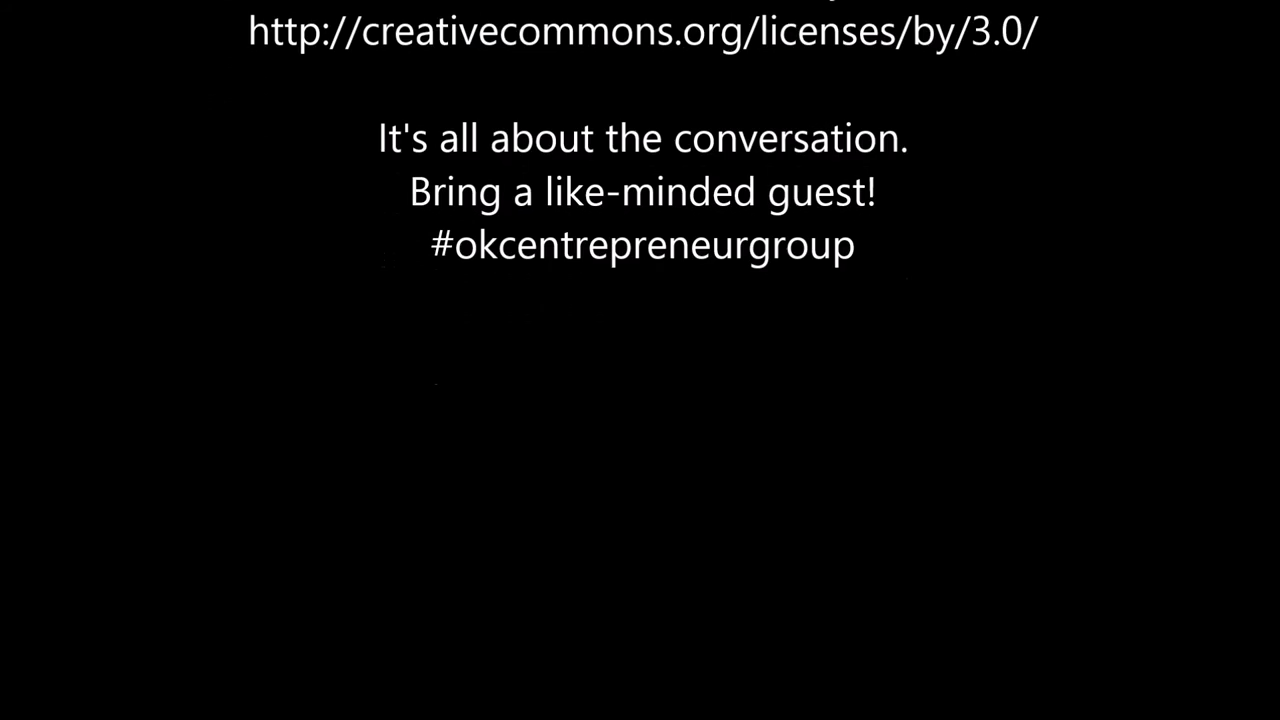 http://creativecommons.org/licenses/by/3.0/
It's all about the conversation.
Bring a like-minded guest!
#okcentrepreneurgroup